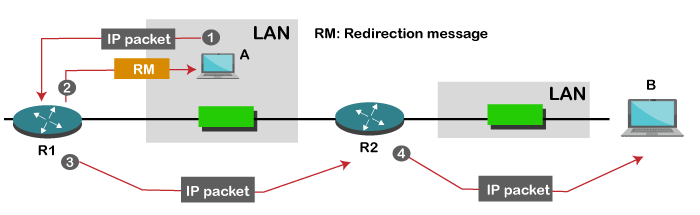 IP packet 1
LAN
RM: Redirection message
RM
A
2
LAN
B
R1
R2
3
4
IP packet
IP packet